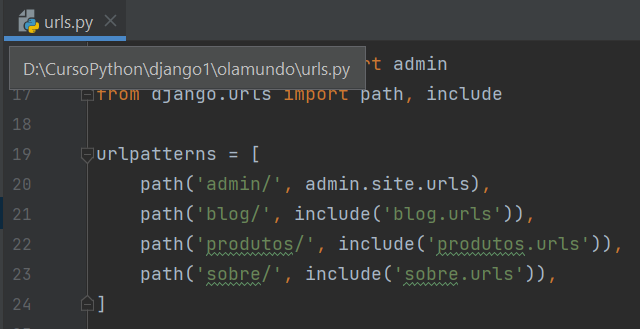 urls.py
D:\CursoPython\django1\olamundo\urls.py
rt admin
17 from django.urls import path, include
18
19 urlpatterns = [
20 path('admin/', admin.site.urls),
21 path('blog/', include('blog.urls')),
22 path('produtos/', include('produtos.urls')),
23 path('sobre/', include('sobre.urls')),
24 ]